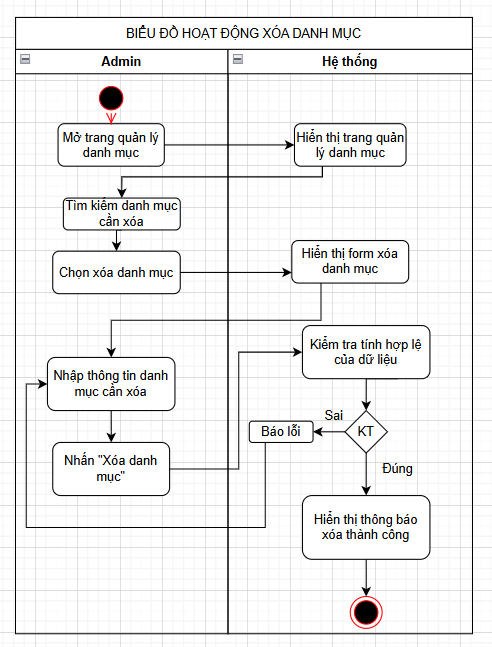 BIỂU ĐỒ HOẠT ĐỘNG XÓA DANH MỤC
Admin
Hệ thống
Mở trang quản lý
danh mục
Hiển thị trang quản
lý danh mục
Tìm kiếm danh mục
cần xóa
Chọn xóa danh mục
Hiển thị form xóa
danh mục
Kiểm tra tính hợp lệ
của dữ liệu
Nhập thông tin danh
mục cần xóa
Sai
Báo lỗi
KT
Nhấn "Xóa danh
mục"
Đúng
Hiển thị thông báo
xóa thành công